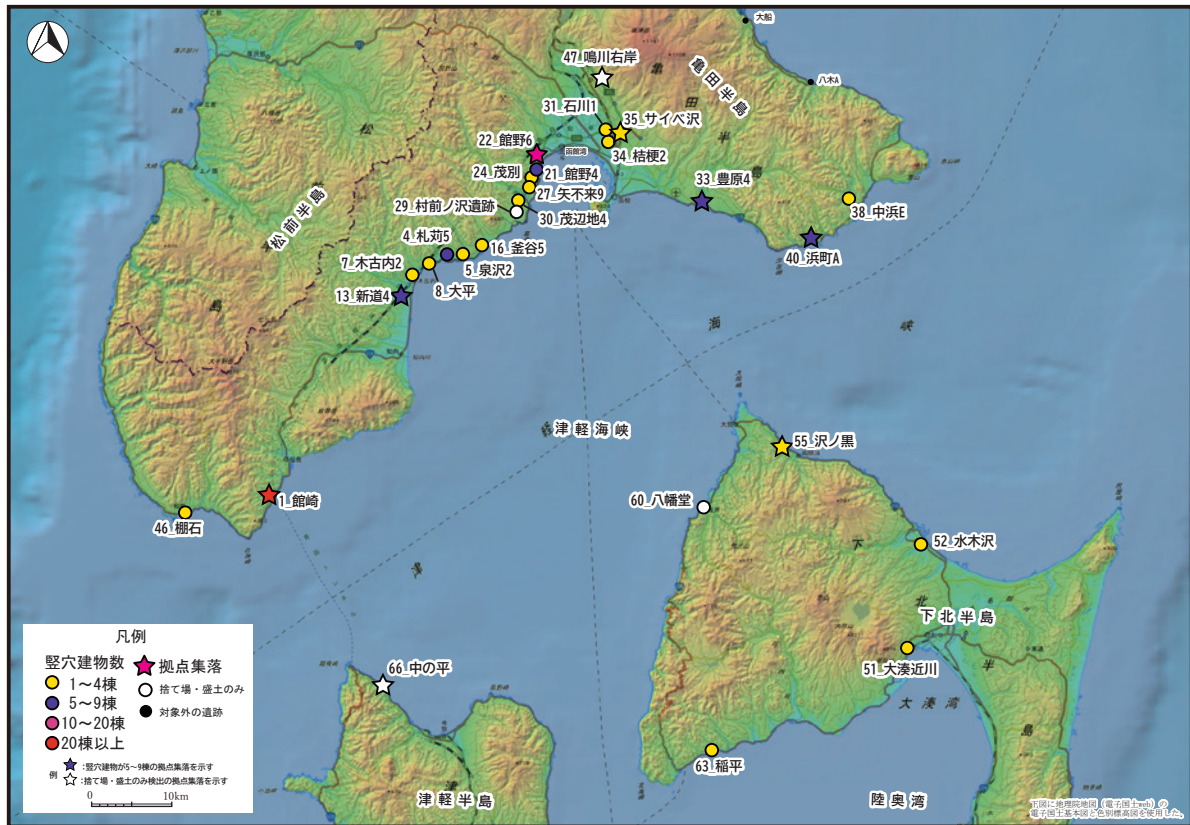 大船
47_鳴川右岸
八木A
亀田半島
亀
田
半
島
松
31_石川1
35_サイベ沢
22_館野6
函館湾
34_桔梗2
24_茂別
21_館野4
33_豊原4
27_矢不来9
38_中浜E
29_村前ノ沢遺跡
30_茂辺地4
松前半島
4_札苅5
16_釜谷5
40_浜町A
7_木古内2
5_泉沢2
8_大平
13_新道4
島
海
峡
津軽海峡
55_沢ノ黒
1_館崎
60_八幡堂
46_棚石
52_水木沢
下
北
下北半島
半
島
51_大湊近川
大湊湾
66_中の平
63_稲平
津軽半島
津
陸奥湾
凡例
竪穴建物数
拠点集落
1～4棟
捨て場・盛土のみ
5～9棟
対象外の遺跡
10～20棟
20棟以上
例
:竪穴建物が5～9棟の拠点集落を示す
:捨て場・盛土のみ検出の拠点集落を示す
0 10km
下図に地理院地図（電子国土web）の
電子国土基本図と色別標高図を使用した。